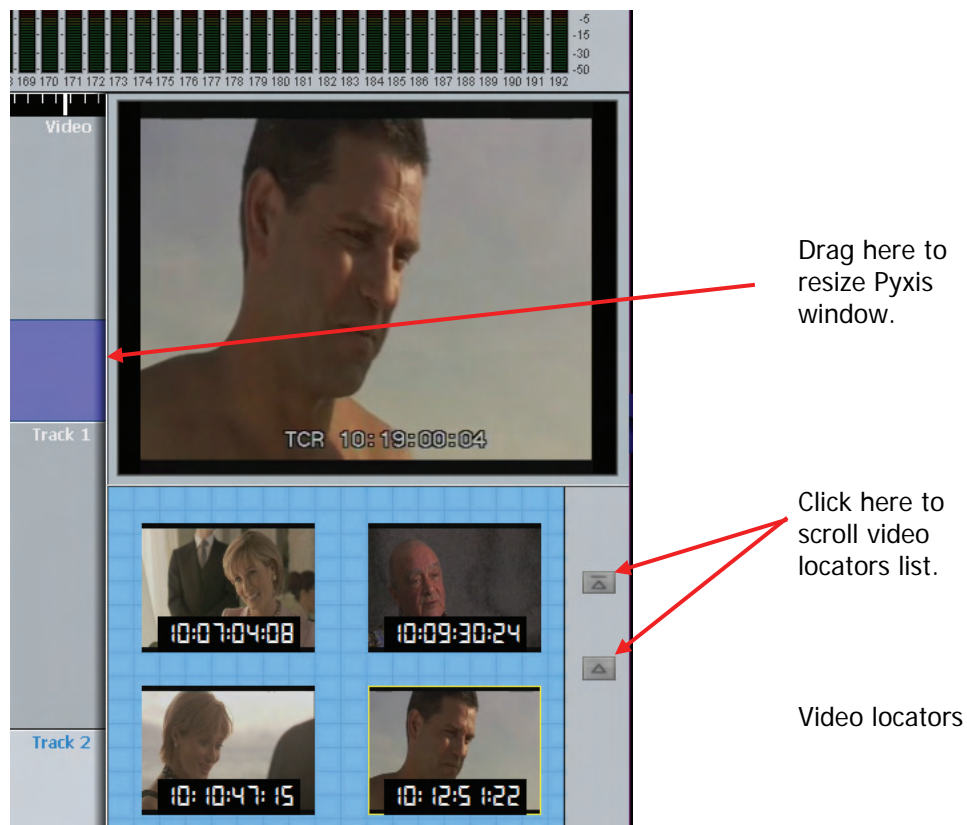 -5
-15
-30
-50
169 170 171 172 173 174 175 176 177 178 179 180 181 182 183 184 185 186 187 188 189 190 191 192
Video
TCR 10:19:00:04
Drag here to
resize Pyxis
window.
Track 1
Click here to
scroll video
locators list.
10:07:04:08
10:09:30:24
Track 2
Video locators
10:10:47:15
10:12:51:22